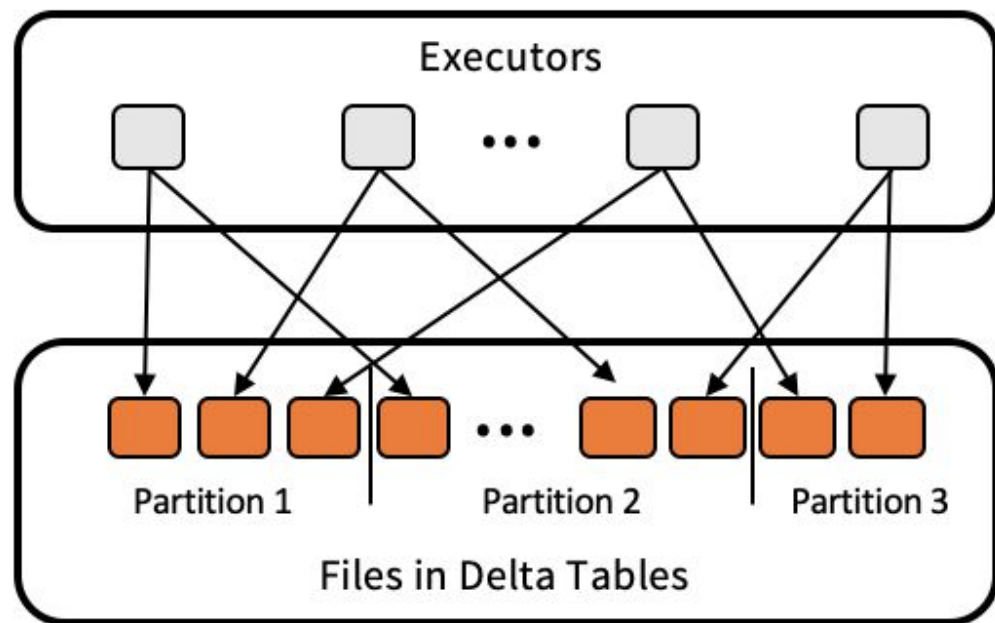 Executors
...
...
Partition 1
Partition 2
Partition 3
Files in Delta Tables